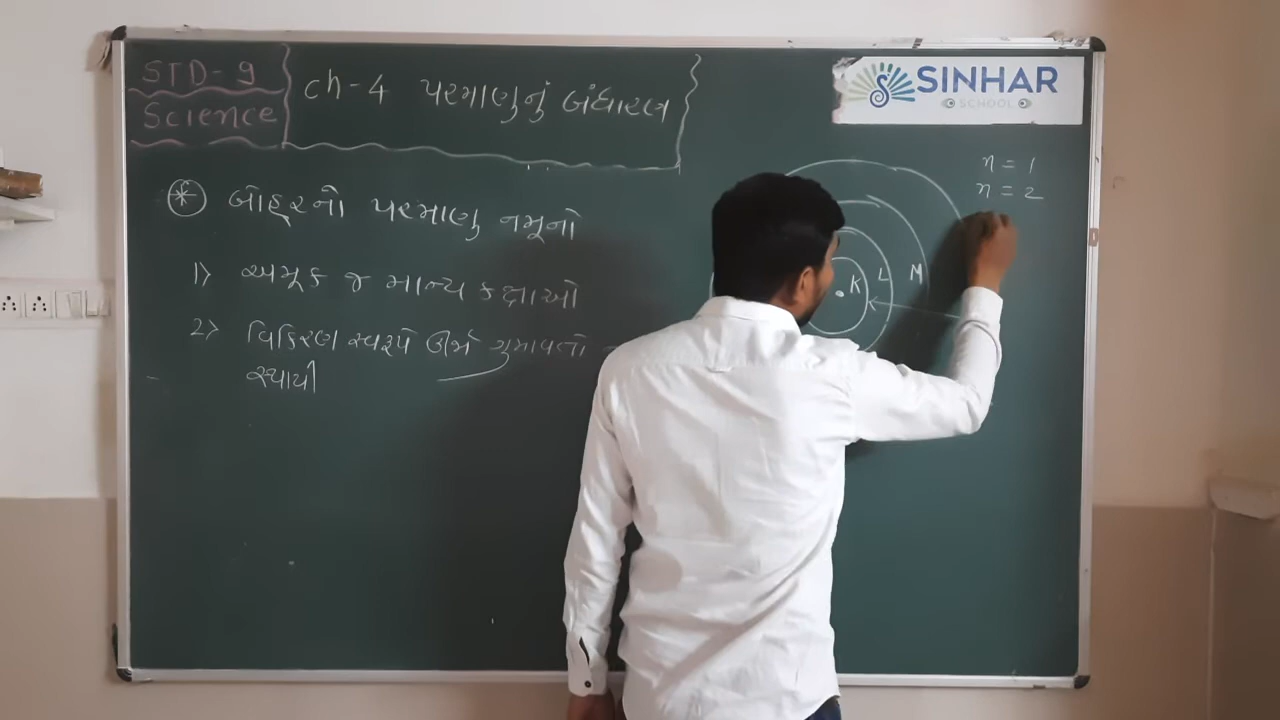 STD-9
Science
ch-4 પરમાણુનું બંધારણ
SINHAR
SCHOOL
n = 1
n = 2
* બોહરનો પરમાણુ નમૂનો
1) અમૂક જ માન્ય કક્ષાઓ
2) વિકિરણ સ્વરૂપે ઊર્જા ગુમાવતો
સ્થાયી
K L M